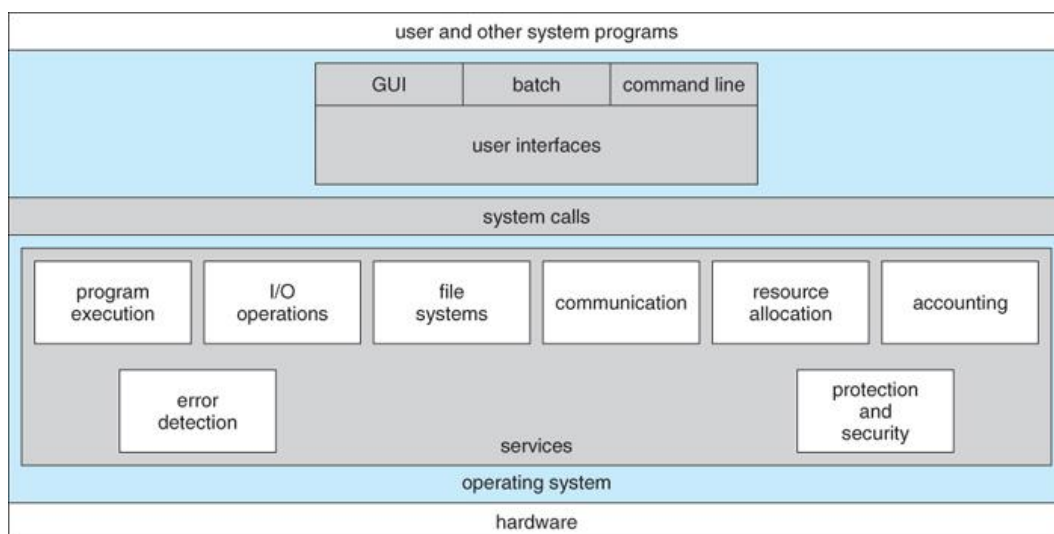 user and other system programs
GUI
batch
command line
user interfaces
system calls
program
execution
I/O
operations
file
systems
communication
resource
allocation
accounting
error
detection
protection
and
security
services
operating system
hardware